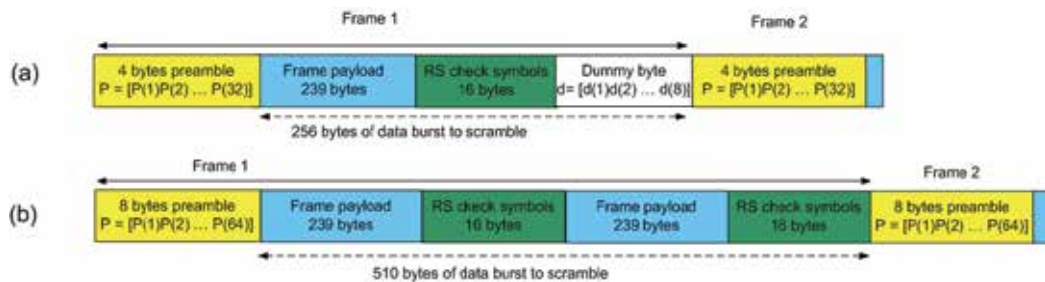 Frame 1
Frame 2
(a)
4 bytes preamble
P = [P(1)P(2) ... P(32)]
Frame payload
239 bytes
RS check symbols
16 bytes
Dummy byte
d= [d(1)d(2) ... d(8)]
4 bytes preamble
P = [P(1)P(2) ... P(32)]
256 bytes of data burst to scramble
Frame 1
Frame 2
(b)
8 bytes preamble
P = [P(1)P(2) ... P(64)]
Frame payload
239 bytes
RS check symbols
16 bytes
Frame payload
239 bytes
RS check symbols
16 bytes
8 bytes preamble
P = [P(1)P(2) ... P(64)]
510 bytes of data burst to scramble